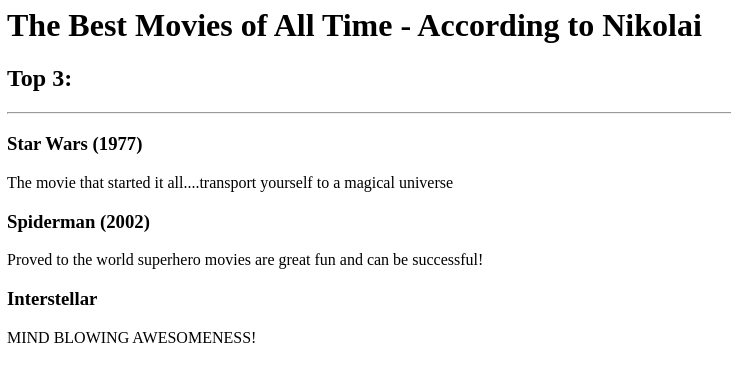 The Best Movies of All Time - According to Nikolai
Top 3:
Star Wars (1977)
The movie that started it all....transport yourself to a magical universe
Spiderman (2002)
Proved to the world superhero movies are great fun and can be successful!
Interstellar
MIND BLOWING AWESOMENESS!